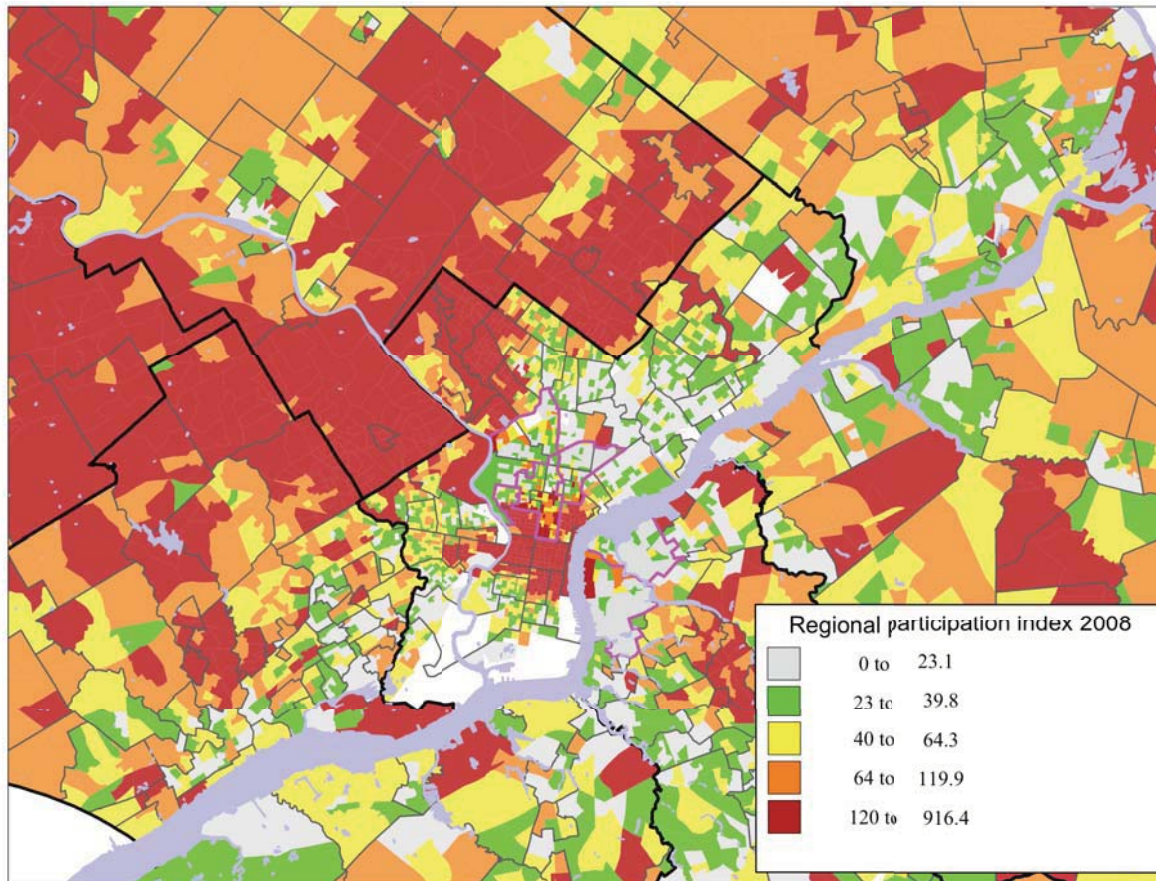 Regional participation index 2008
0 to 23.1
23 to 39.8
40 to 64.3
64 to 119.9
120 to 916.4